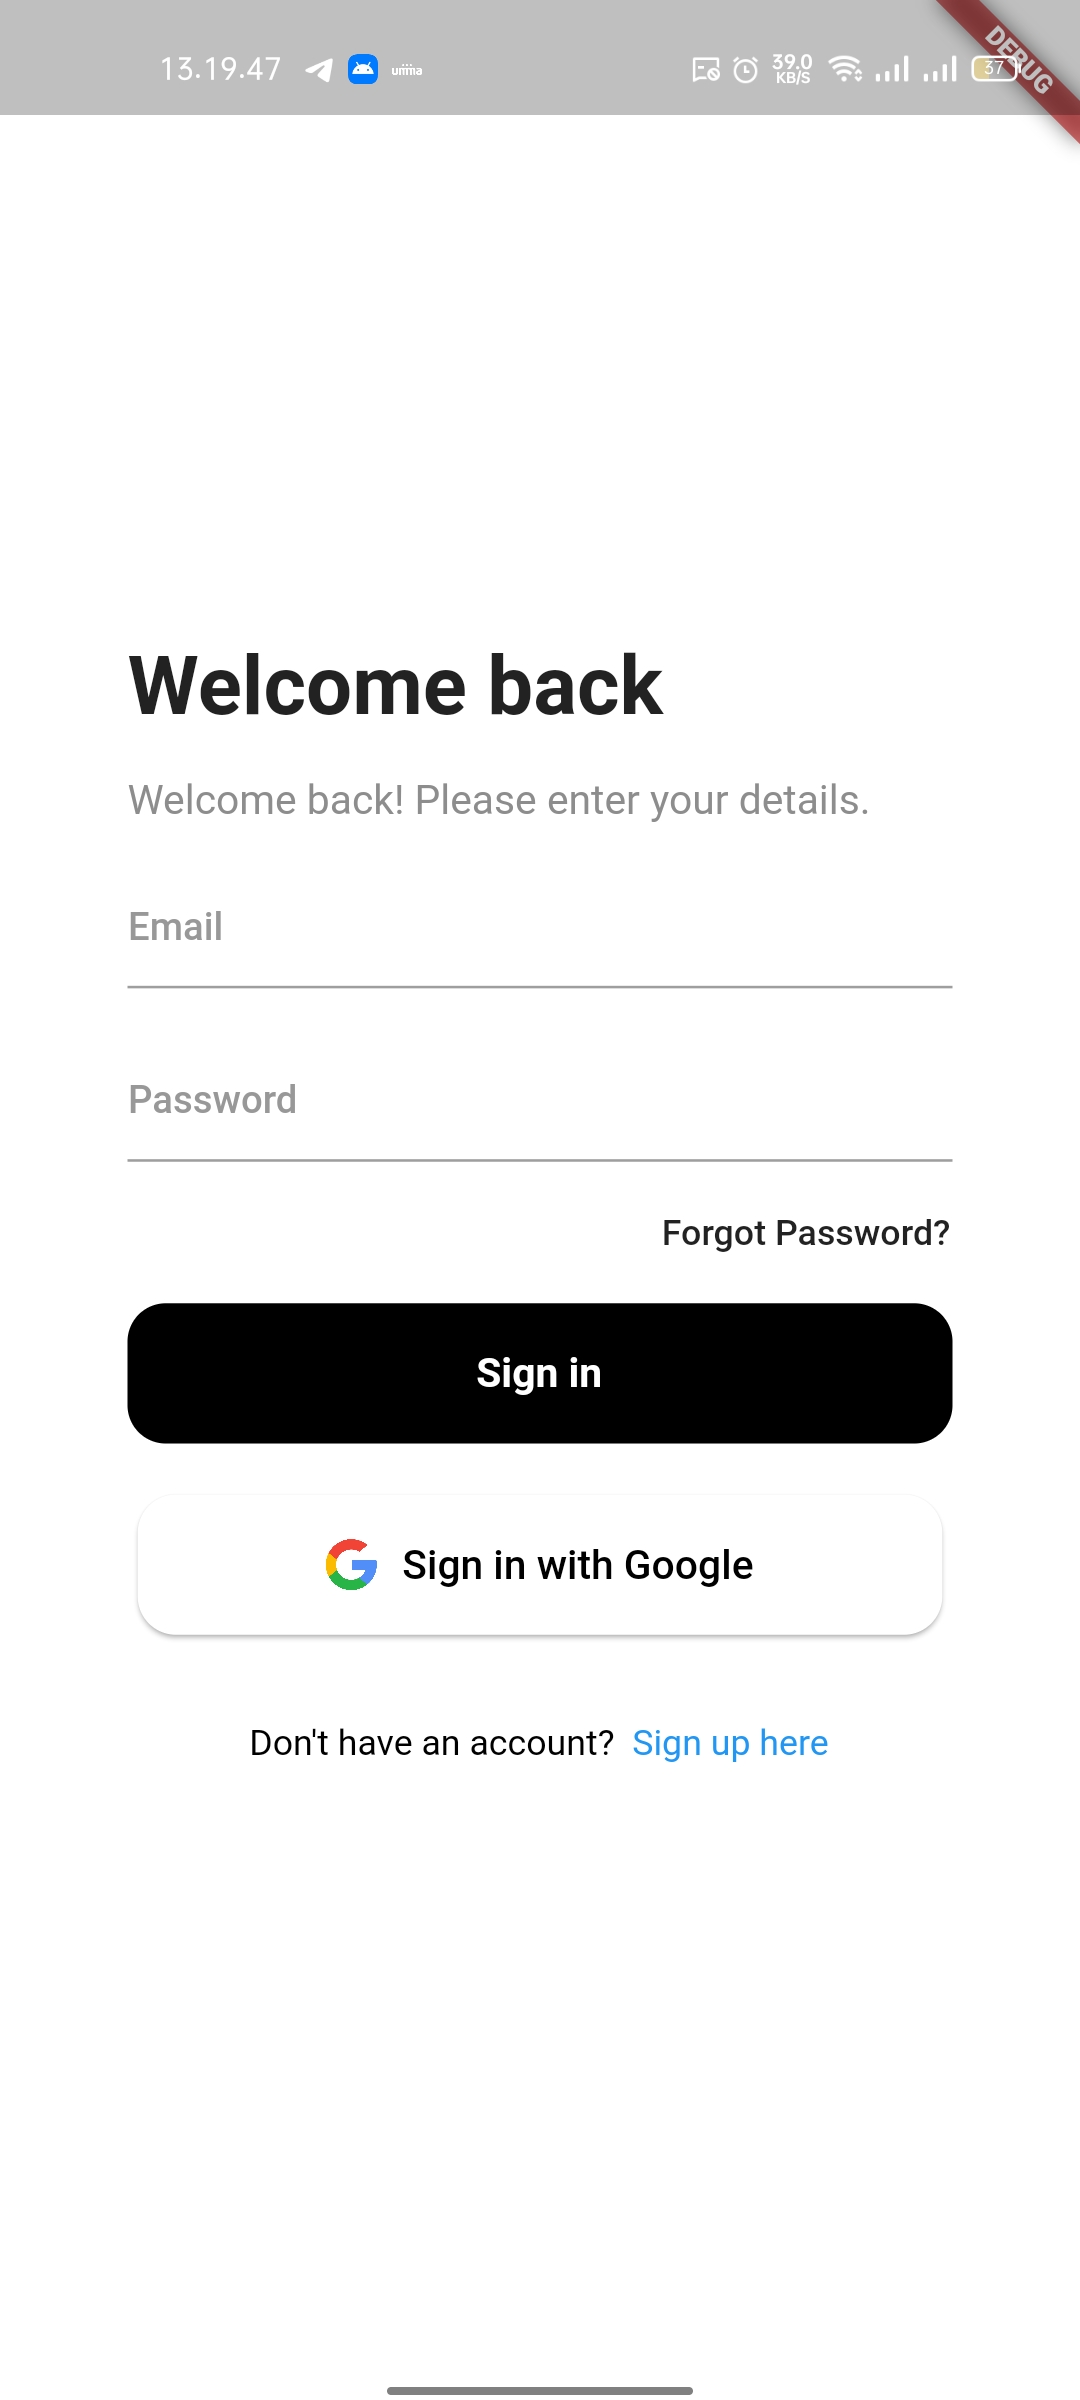 13.19.47 umma 39.0 KB/S 37
DEBUG
Welcome back
Welcome back! Please enter your details.
Email
Password
Forgot Password?
Sign in
Sign in with Google
Don't have an account? Sign up here